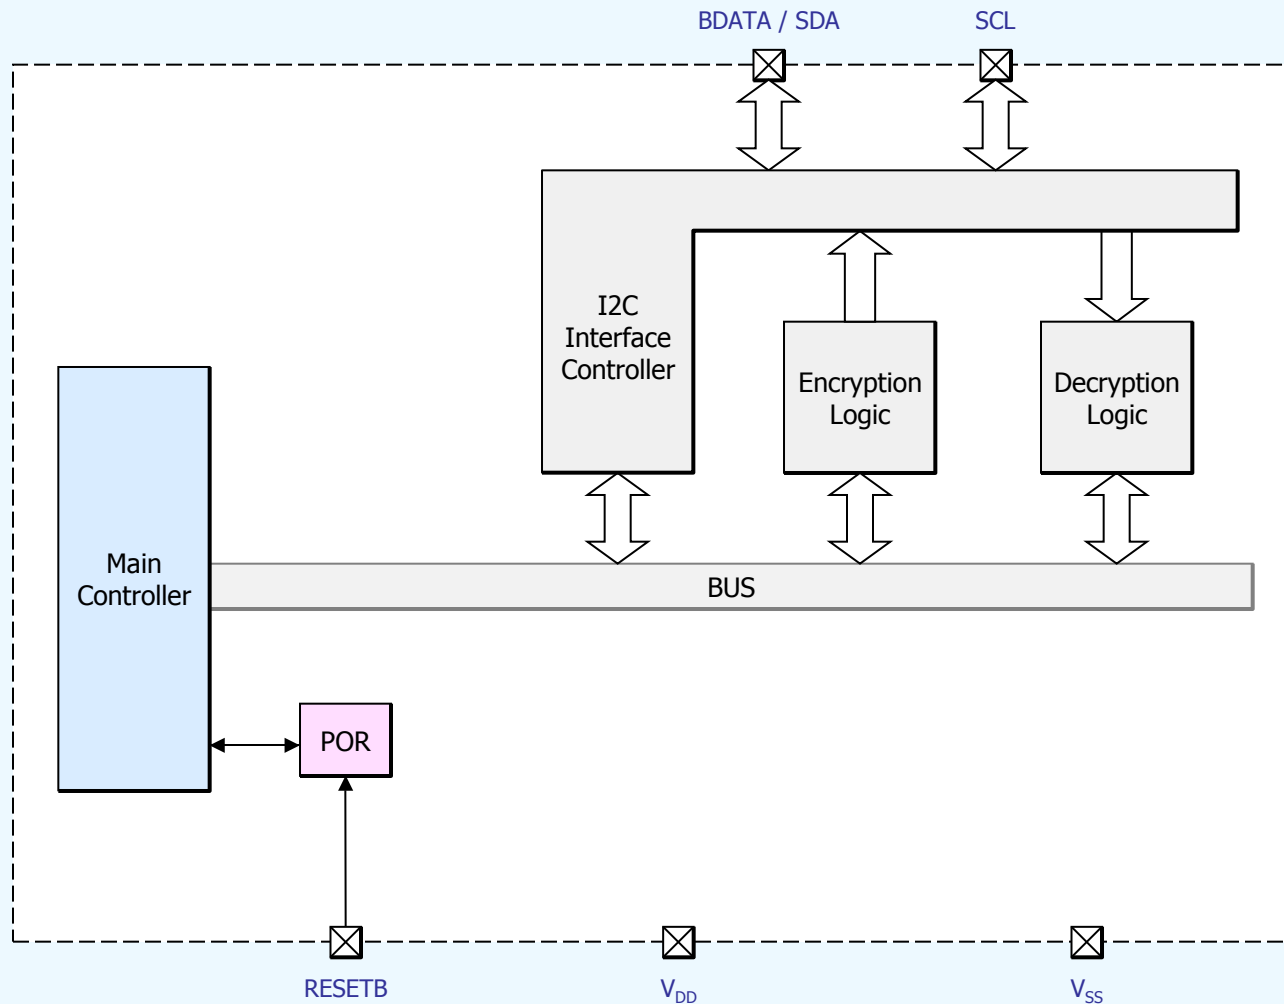 BDATA / SDA
SCL
I2C
Interface
Controller
Encryption
Logic
Decryption
Logic
Main
Controller
BUS
POR
RESETB
VDD
VSS